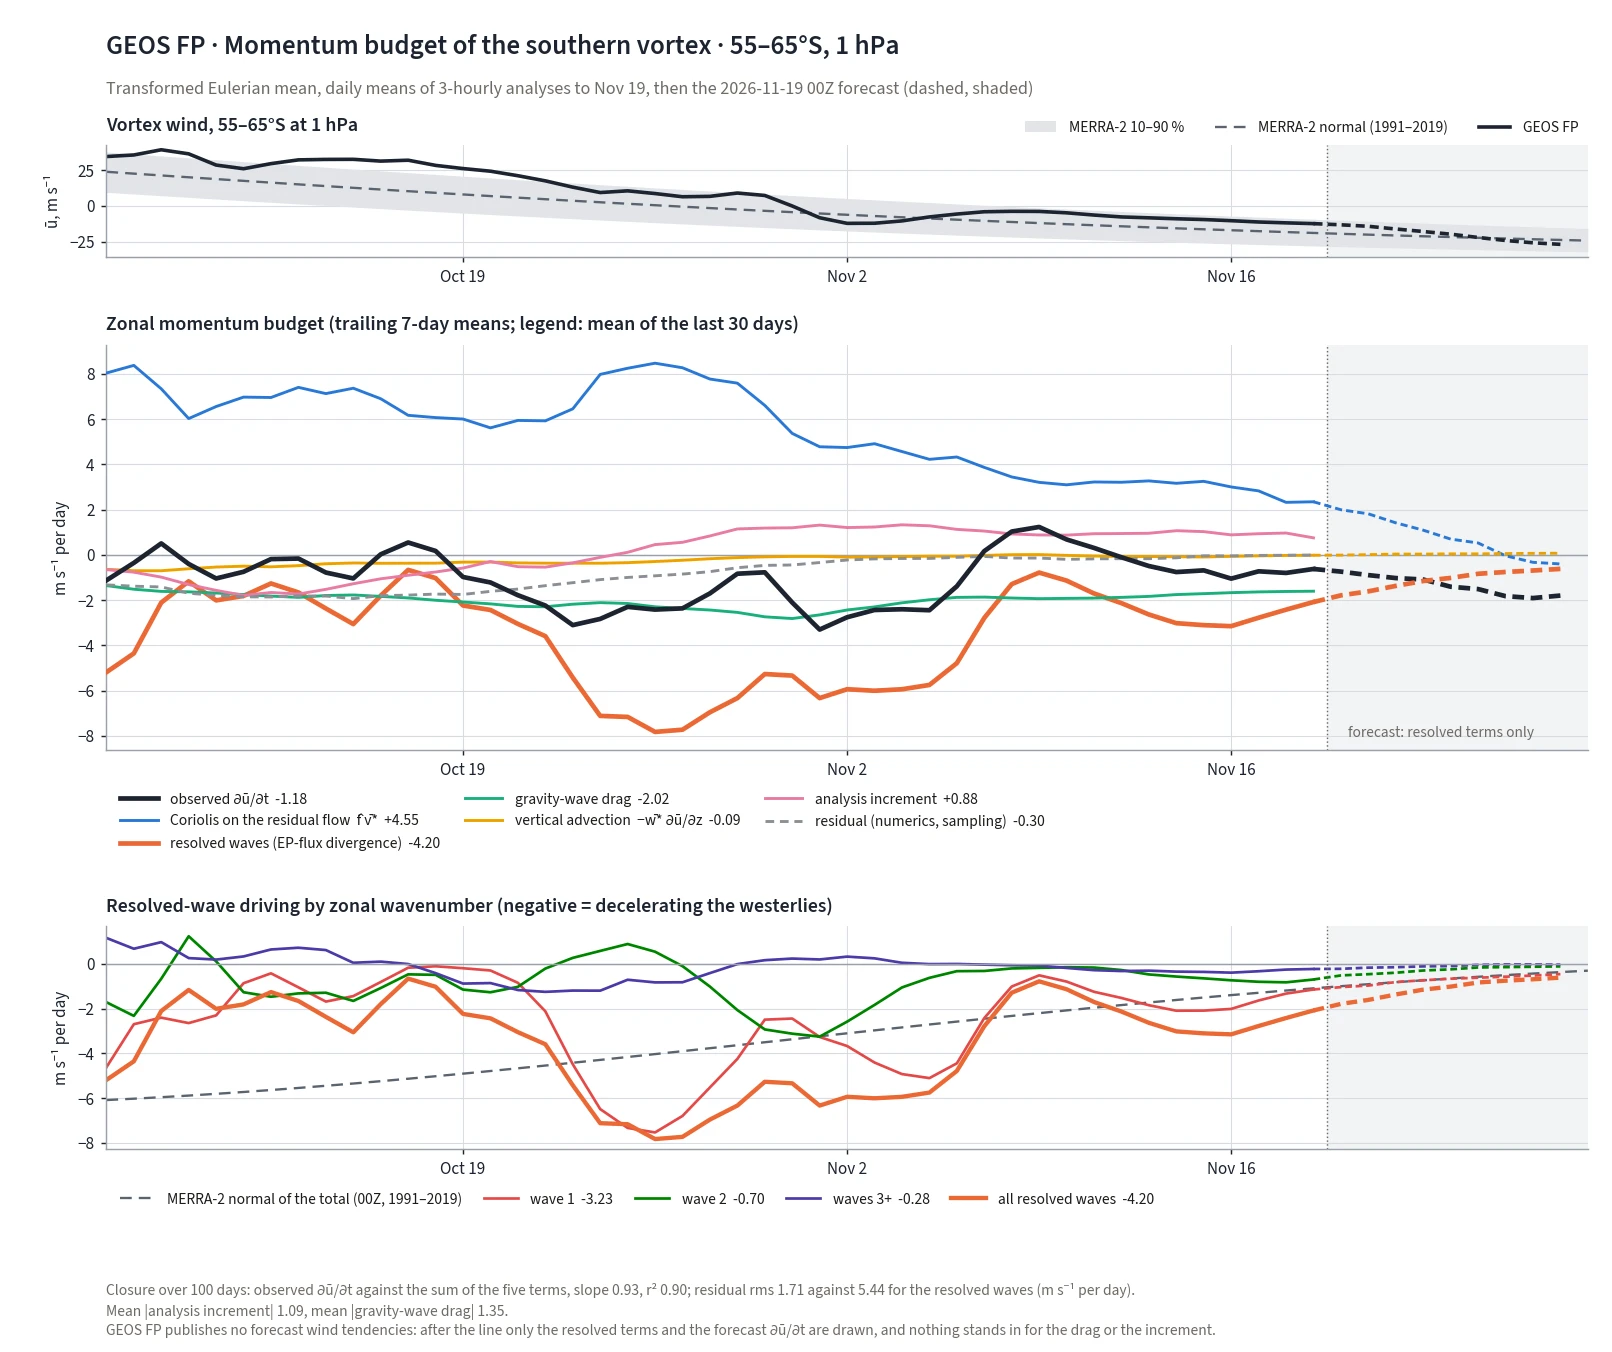 GEOS FP · Momentum budget of the southern vortex · 55–65°S, 1 hPa
Transformed Eulerian mean, daily means of 3-hourly analyses to Nov 19, then the 2026-11-19 00Z forecast (dashed, shaded)
Vortex wind, 55–65°S at 1 hPa
MERRA-2 10–90 %
MERRA-2 normal (1991–2019)
GEOS FP
ū, m s⁻¹
25
0
−25
Oct 19
Nov 2
Nov 16
Zonal momentum budget (trailing 7-day means; legend: mean of the last 30 days)
m s⁻¹ per day
8
6
4
2
0
−2
−4
−6
−8
forecast: resolved terms only
Oct 19
Nov 2
Nov 16
observed ∂ū/∂t -1.18
Coriolis on the residual flow f v̄* +4.55
resolved waves (EP-flux divergence) -4.20
gravity-wave drag -2.02
vertical advection −w̄* ∂ū/∂z -0.09
analysis increment +0.88
residual (numerics, sampling) -0.30
Resolved-wave driving by zonal wavenumber (negative = decelerating the westerlies)
m s⁻¹ per day
0
−2
−4
−6
−8
Oct 19
Nov 2
Nov 16
MERRA-2 normal of the total (00Z, 1991–2019)
wave 1 -3.23
wave 2 -0.70
waves 3+ -0.28
all resolved waves -4.20
Closure over 100 days: observed ∂ū/∂t against the sum of the five terms, slope 0.93, r² 0.90; residual rms 1.71 against 5.44 for the resolved waves (m s⁻¹ per day).
Mean |analysis increment| 1.09, mean |gravity-wave drag| 1.35.
GEOS FP publishes no forecast wind tendencies: after the line only the resolved terms and the forecast ∂ū/∂t are drawn, and nothing stands in for the drag or the increment.